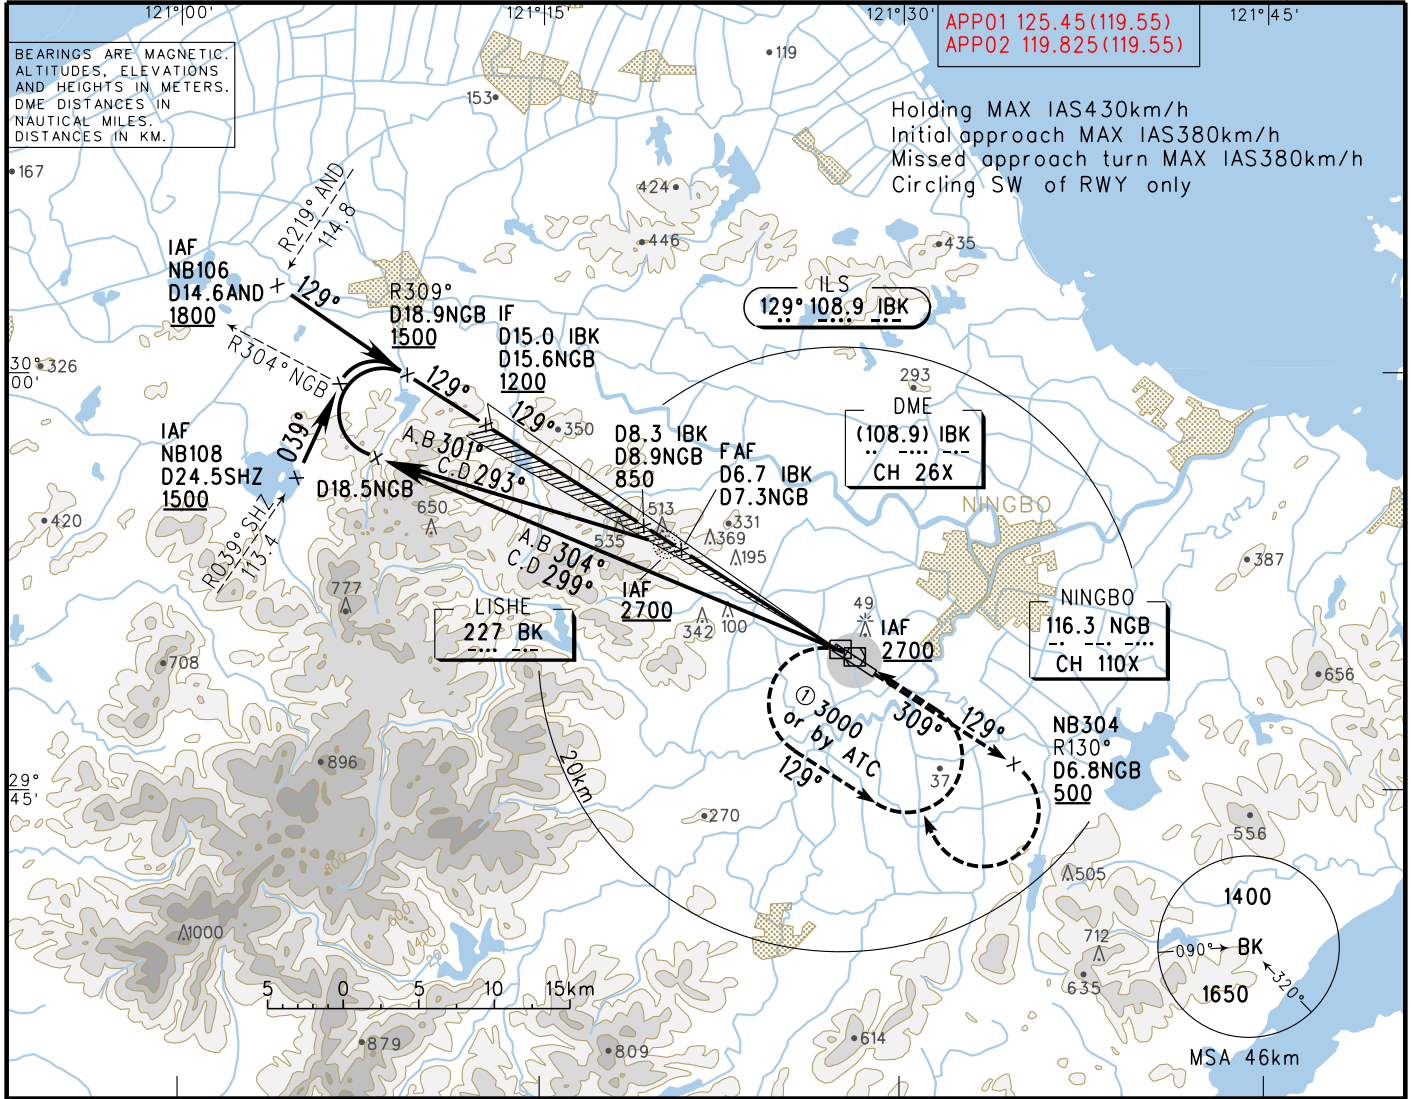 121°00'
121°15'
121°30'
121°45'
APP01 125.45(119.55)
APP02 119.825(119.55)
BEARINGS ARE MAGNETIC.
ALTITUDES, ELEVATIONS
AND HEIGHTS IN METERS.
DME DISTANCES IN
NAUTICAL MILES.
DISTANCES IN KM.
Holding MAX IAS430km/h
Initial approach MAX IAS380km/h
Missed approach turn MAX IAS380km/h
Circling SW of RWY only
119
153
167
424
446
435
R219° AND
114.8
IAF
NB106
D14.6AND
1800
129°
R309°
D18.9NGB
1500
IF
D15.0 IBK
D15.6NGB
1200
ILS
129° 108.9 IBK
R304° NGB
30°
00'
326
129°
129°
350
293
DME
(108.9) IBK
CH 26X
039°
IAF
NB108
D24.5SHZ
1500
A.B 301°
C.D 293°
D18.5NGB
D8.3 IBK
D8.9NGB
850
FAF
D6.7 IBK
D7.3NGB
NINGBO
420
650
513
535
331
369
195
387
R039° SHZ
113.4
A.B 304°
C.D 299°
777
IAF
2700
LISHE
227 BK
342
100
49
IAF
2700
NINGBO
116.3 NGB
CH 110X
708
656
① 3000
or by ATC
129°
309°
129°
NB304
R130°
D6.8NGB
500
896
37
20km
29°
45'
270
556
505
800
600
400
200
1000
712
635
1400
090°
BK
320°
1650
MSA 46km
5 0 5 10 15km
879
809
614